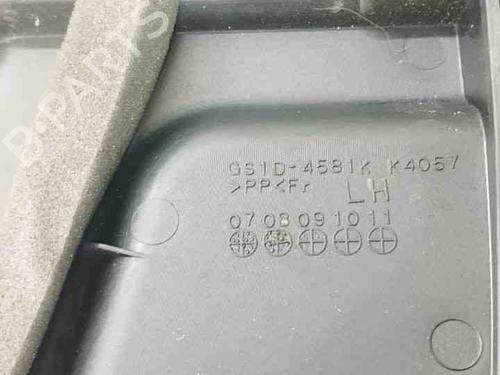 B-PARTS
GS1D-4581K K4057
>PP<Fr LH
07 08 09 10 11